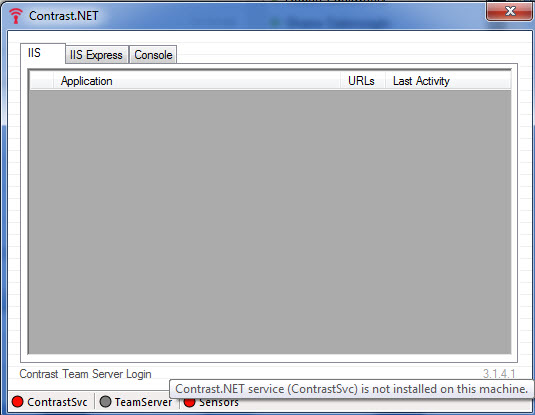 Contrast.NET
IIS
IIS Express
Console
Application URLs Last Activity
Contrast Team Server Login
3.1.4.1
Contrast.NET service (ContrastSvc) is not installed on this machine.
ContrastSvc
TeamServer
Sensors